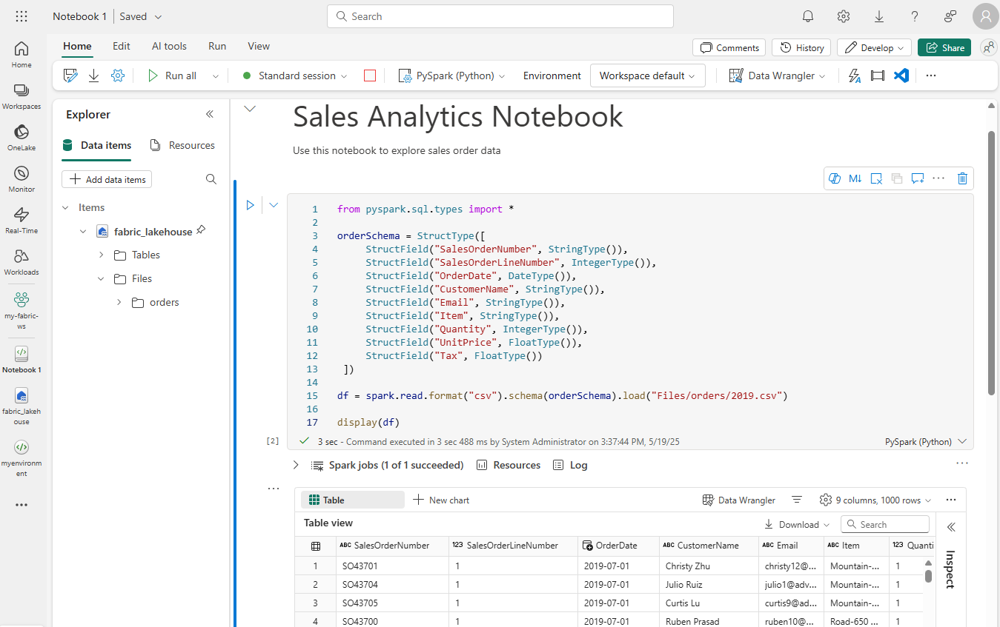 Notebook 1 Saved
Search
Home Edit AI tools Run View
Comments History Develop Share
Run all Standard session PySpark (Python) Environment Workspace default Data Wrangler ...
Home
Workspaces
OneLake
Monitor
Real-Time
Workloads
my-fabric-
ws
Notebook 1
fabric_lakeh
ouse
myenvironm
ent
Explorer
Data items Resources
Add data items
Items
fabric_lakehouse
Tables
Files
orders
Sales Analytics Notebook
Use this notebook to explore sales order data
M↓
1 from pyspark.sql.types import *
2
3 orderSchema = StructType([
4 StructField("SalesOrderNumber", StringType()),
5 StructField("SalesOrderLineNumber", IntegerType()),
6 StructField("OrderDate", DateType()),
7 StructField("CustomerName", StringType()),
8 StructField("Email", StringType()),
9 StructField("Item", StringType()),
10 StructField("Quantity", IntegerType()),
11 StructField("UnitPrice", FloatType()),
12 StructField("Tax", FloatType())
13 ])
14
15 df = spark.read.format("csv").schema(orderSchema).load("Files/orders/2019.csv")
16
17 display(df)
[2] 3 sec - Command executed in 3 sec 488 ms by System Administrator on 3:37:44 PM, 5/19/25 PySpark (Python)
Spark jobs (1 of 1 succeeded) Resources Log
Table New chart Data Wrangler 9 columns, 1000 rows
Table view Download Search
ABC SalesOrderNumber 123 SalesOrderLineNumber OrderDate ABC CustomerName ABC Email ABC Item 123 Quanti
1 SO43701 1 2019-07-01 Christy Zhu christy12@... Mountain-... 1
2 SO43704 1 2019-07-01 Julio Ruiz julio1@adv... Mountain-... 1
3 SO43705 1 2019-07-01 Curtis Lu curtis9@ad... Mountain-... 1
4 SO43700 1 2019-07-01 Ruben Prasad ruben10@... Road-650 ... 1
Inspect